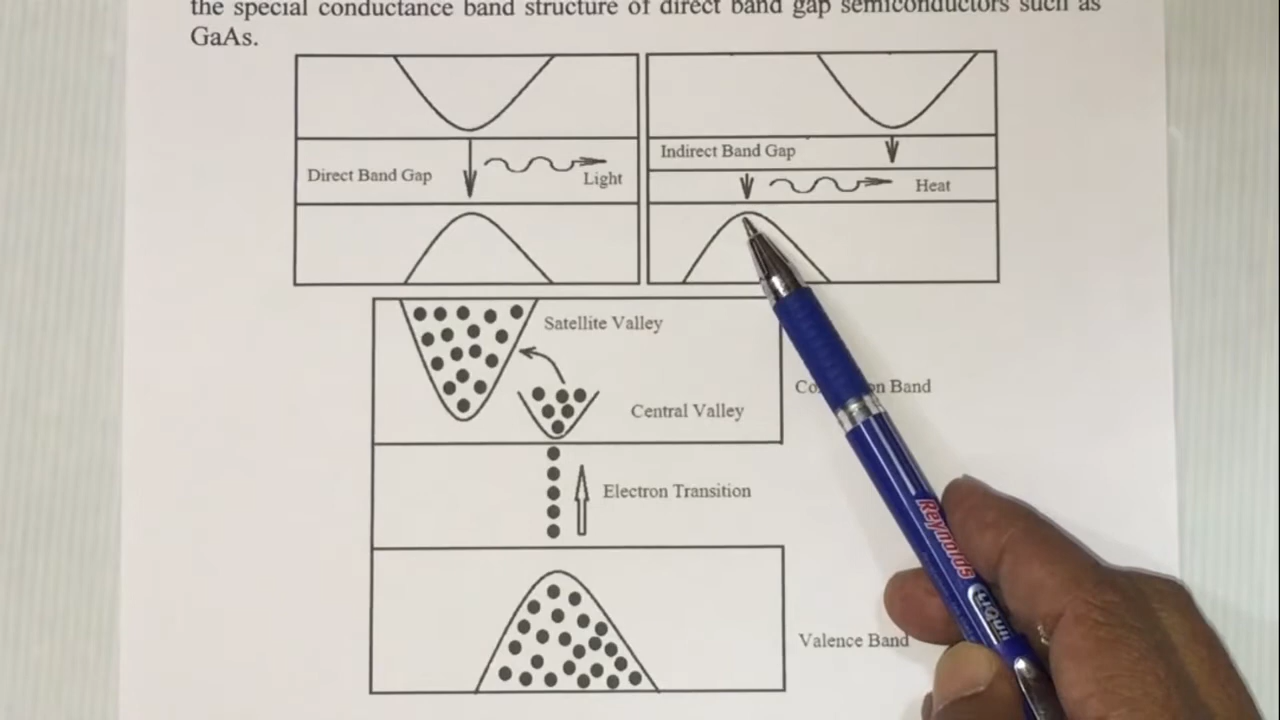 the special conductance band structure of direct band gap semiconductors such as
GaAs.
Direct Band Gap
Light
Indirect Band Gap
Heat
Satellite Valley
Central Valley
Band
Electron Transition
Valence Band
Reynolds